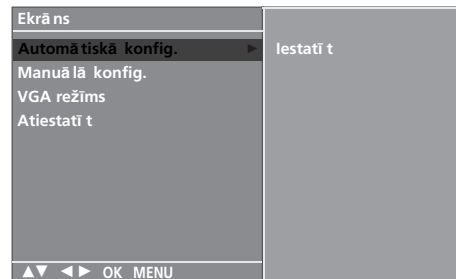 Ekrāns
Automātiskā konfig. ►
Iestatīt
Manuālā konfig.
VGA režīms
Atiestatīt
▲▼ ◄► OK MENU